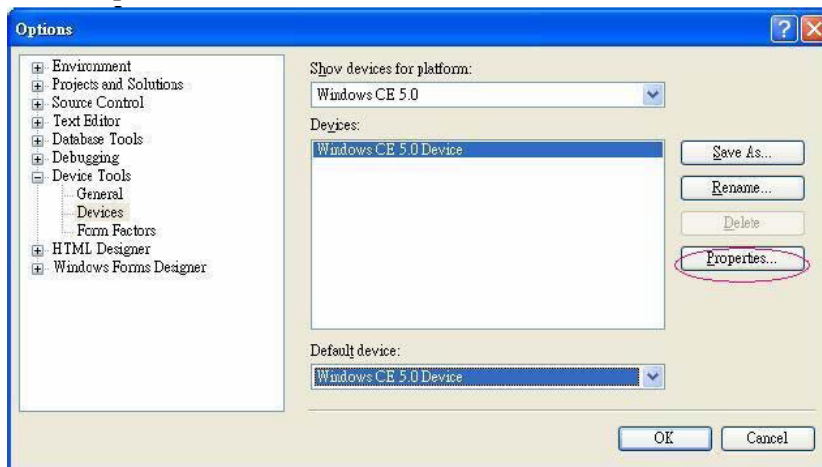 Options
Environment
Projects and Solutions
Source Control
Text Editor
Database Tools
Debugging
Device Tools
General
Devices
Form Factors
HTML Designer
Windows Forms Designer
Show devices for platform:
Windows CE 5.0
Devices:
Windows CE 5.0 Device
Save As...
Rename...
Delete
Properties...
Default device:
Windows CE 5.0 Device
OK
Cancel